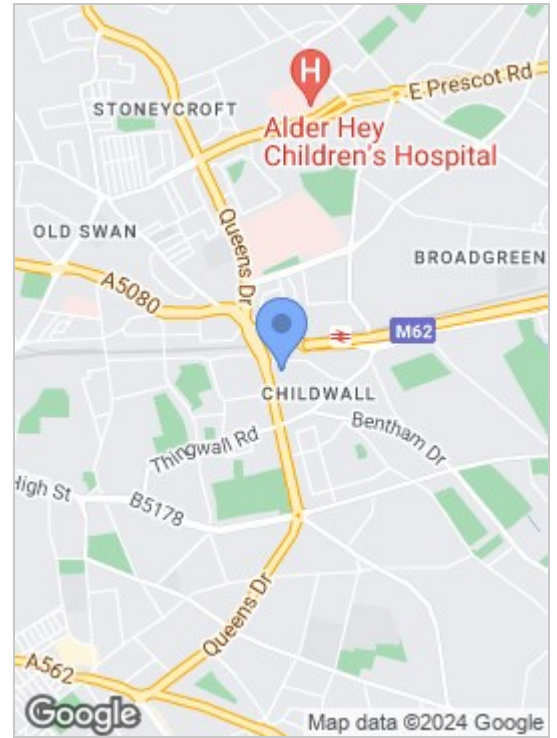 H
E Prescot Rd
STONEYCROFT
Alder Hey
Children's Hospital
Queens Dr
OLD SWAN
BROADGREEN
A5080
M62
CHILDWALL
Thingwall Rd
Bentham Dr
High St
B5178
Queens Dr
A562
Google
Map data ©2024 Google